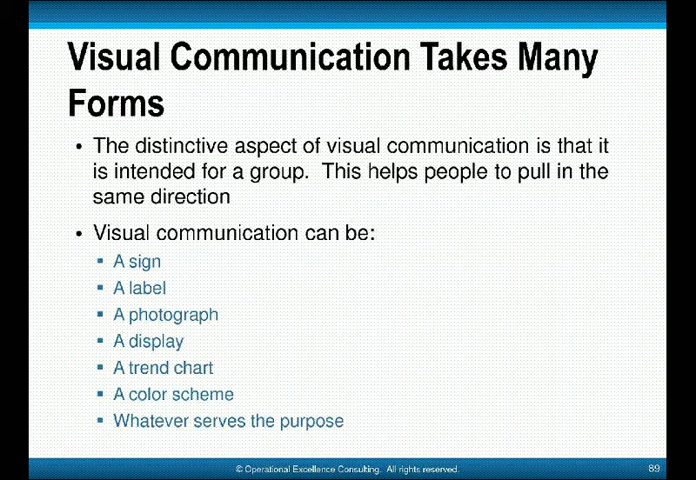 Visual Communication Takes Many
Forms
• The distinctive aspect of visual communication is that it
is intended for a group. This helps people to pull in the
same direction
• Visual communication can be:
▪ A sign
▪ A label
▪ A photograph
▪ A display
▪ A trend chart
▪ A color scheme
▪ Whatever serves the purpose
© Operational Excellence Consulting. All rights reserved.
89